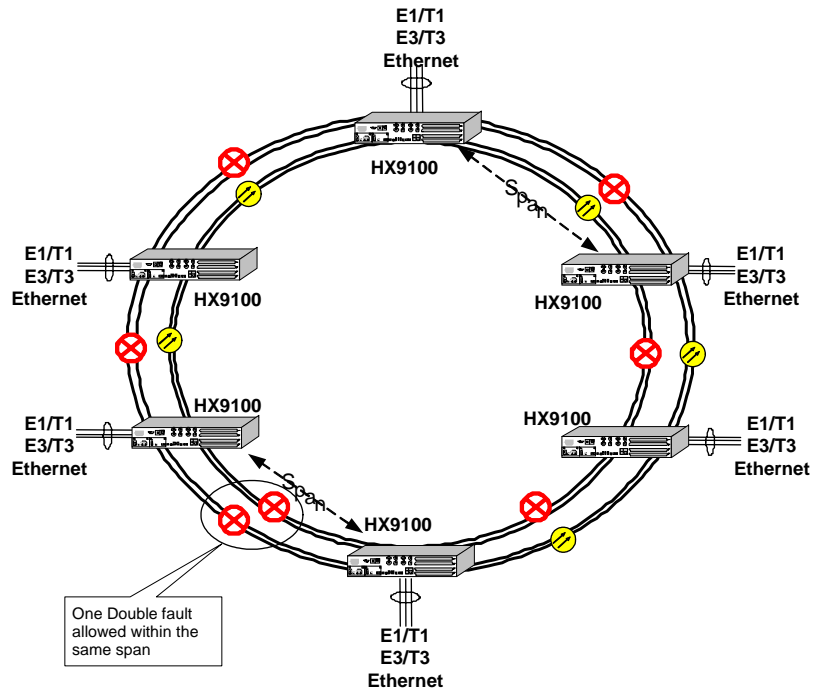 E1/T1
E3/T3
Ethernet
HX9100
Span
E1/T1
E3/T3
Ethernet
HX9100
E1/T1
E3/T3
Ethernet
HX9100
HX9100
E1/T1
E3/T3
Ethernet
HX9100
E1/T1
E3/T3
Ethernet
Span
HX9100
One Double fault
allowed within the
same span
E1/T1
E3/T3
Ethernet